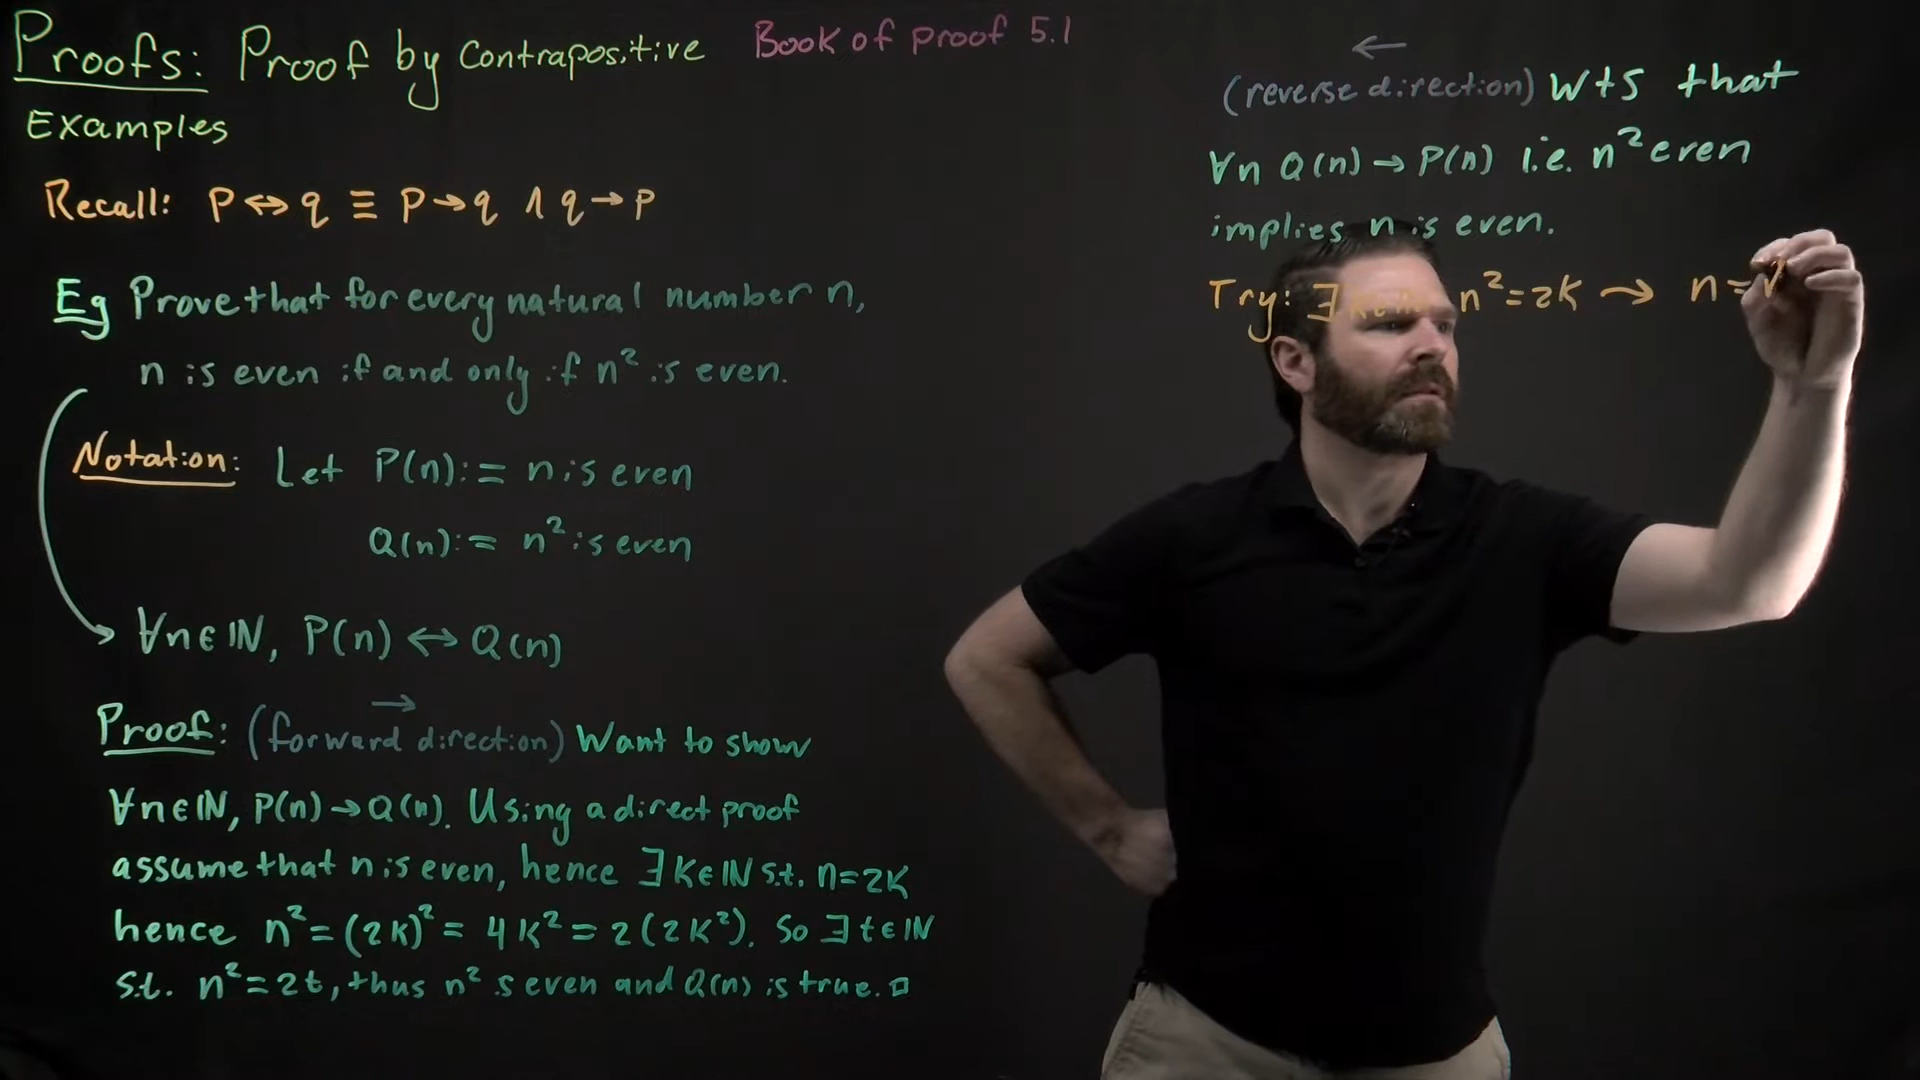 Proofs: Proof by Contrapositive Book of proof 5.1
Examples
Recall: P ↔ q ≡ P → q ∧ q → p
Eg Prove that for every natural number n,
n is even if and only if n² is even.
Notation: Let P(n) := n is even
Q(n) := n² is even
∀n∈ℕ, P(n) ↔ Q(n)
Proof: (forward direction) Want to show
→
∀n∈ℕ, P(n) → Q(n). Using a direct proof
assume that n is even, hence ∃K∈ℕ s.t. n=2K
hence n² = (2K)² = 4K² = 2(2K²). So ∃t∈ℕ
s.t. n² = 2t, thus n² is even and Q(n) is true. □
←
(reverse direction) WTS that
∀n Q(n) → P(n) i.e. n² even
implies n is even.
Try: ∃ n²=2K → n=